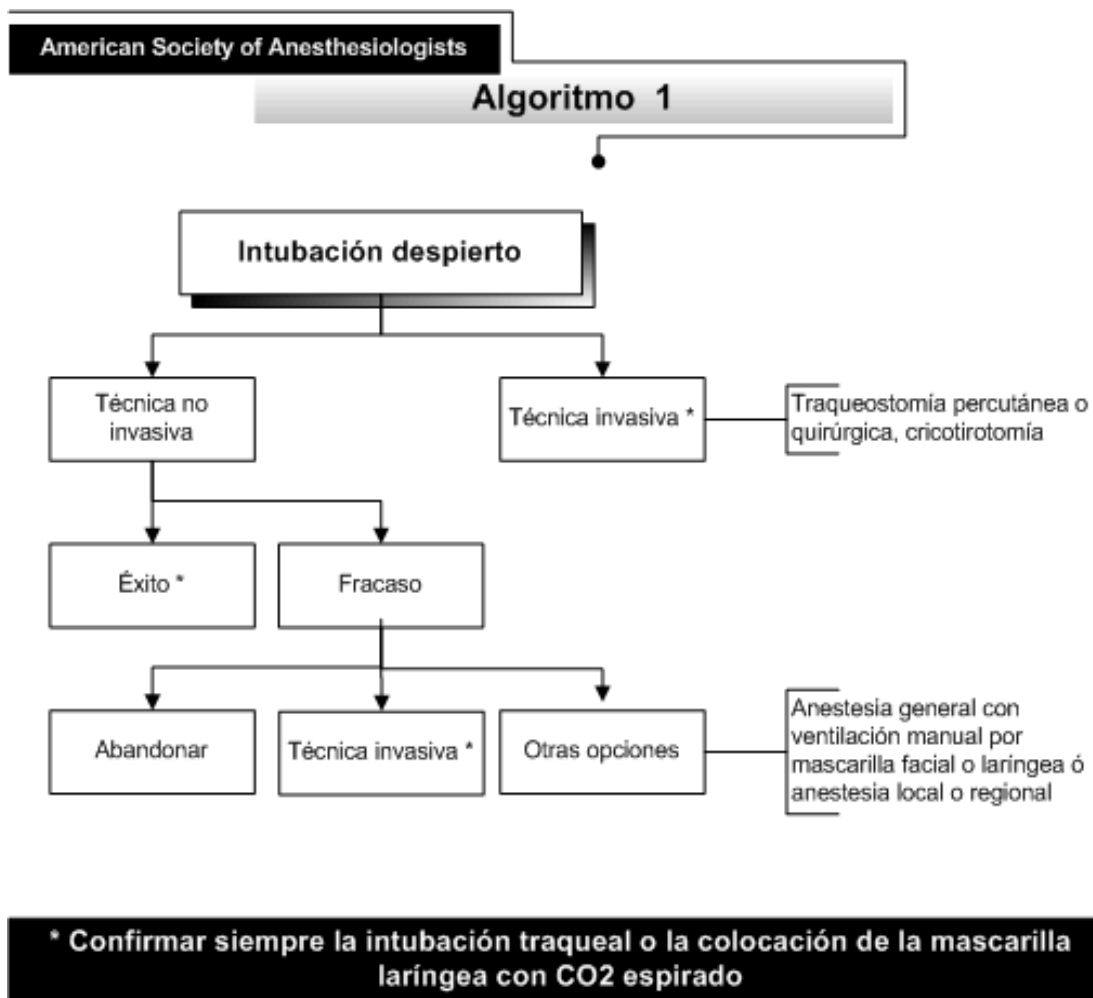 American Society of Anesthesiologists
Algoritmo 1
Intubación despierto
Técnica no
invasiva
Técnica invasiva *
Traqueostomía percutánea o
quirúrgica, cricotirotomía
Éxito *
Fracaso
Abandonar
Técnica invasiva *
Otras opciones
Anestesia general con
ventilación manual por
mascarilla facial o laríngea ó
anestesia local o regional
* Confirmar siempre la intubación traqueal o la colocación de la mascarilla
laríngea con CO2 espirado